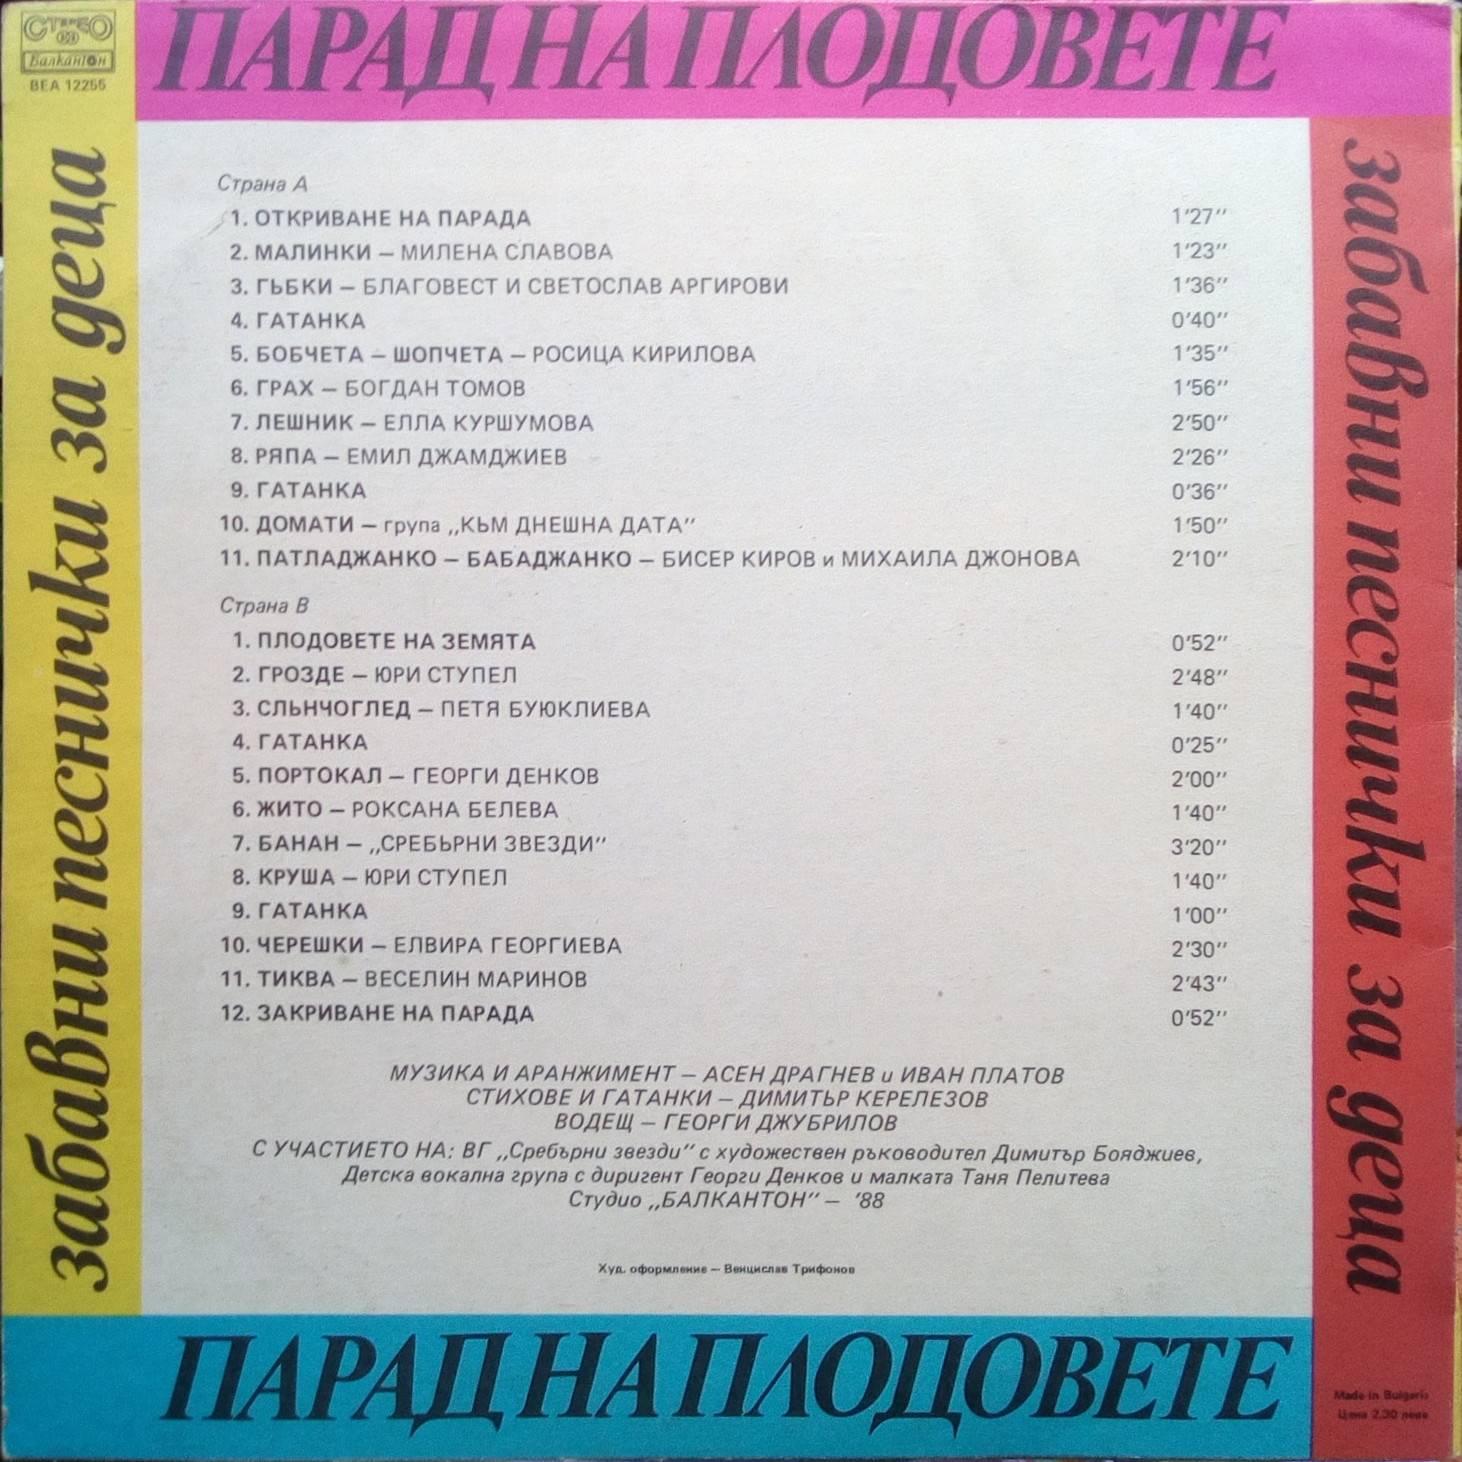 СТЕРЕО
Балкантон
ВЕА 12255
ПАРАД НА ПЛОДОВЕТЕ
забавни песнички за деца
забавни песнички за деца
Страна А
1. ОТКРИВАНЕ НА ПАРАДА 1'27''
2. МАЛИНКИ – МИЛЕНА СЛАВОВА 1'23''
3. ГЪБКИ – БЛАГОВЕСТ И СВЕТОСЛАВ АРГИРОВИ 1'36''
4. ГАТАНКА 0'40''
5. БОБЧЕТА – ШОПЧЕТА – РОСИЦА КИРИЛОВА 1'35''
6. ГРАХ – БОГДАН ТОМОВ 1'56''
7. ЛЕШНИК – ЕЛЛА КУРШУМОВА 2'50''
8. РЯПА – ЕМИЛ ДЖАМДЖИЕВ 2'26''
9. ГАТАНКА 0'36''
10. ДОМАТИ – група „КЪМ ДНЕШНА ДАТА'' 1'50''
11. ПАТЛАДЖАНКО – БАБАДЖАНКО – БИСЕР КИРОВ и МИХАИЛА ДЖОНОВА 2'10''
Страна В
1. ПЛОДОВЕТЕ НА ЗЕМЯТА 0'52''
2. ГРОЗДЕ – ЮРИ СТУПЕЛ 2'48''
3. СЛЪНЧОГЛЕД – ПЕТЯ БУЮКЛИЕВА 1'40''
4. ГАТАНКА 0'25''
5. ПОРТОКАЛ – ГЕОРГИ ДЕНКОВ 2'00''
6. ЖИТО – РОКСАНА БЕЛЕВА 1'40''
7. БАНАН – „СРЕБЪРНИ ЗВЕЗДИ'' 3'20''
8. КРУША – ЮРИ СТУПЕЛ 1'40''
9. ГАТАНКА 1'00''
10. ЧЕРЕШКИ – ЕЛВИРА ГЕОРГИЕВА 2'30''
11. ТИКВА – ВЕСЕЛИН МАРИНОВ 2'43''
12. ЗАКРИВАНЕ НА ПАРАДА 0'52''
МУЗИКА И АРАНЖИМЕНТ – АСЕН ДРАГНЕВ и ИВАН ПЛАТОВ
СТИХОВЕ И ГАТАНКИ – ДИМИТЪР КЕРЕЛЕЗОВ
ВОДЕЩ – ГЕОРГИ ДЖУБРИЛОВ
С УЧАСТИЕТО НА: ВГ „Сребърни звезди'' с художествен ръководител Димитър Бояджиев,
Детска вокална група с диригент Георги Денков и малката Таня Пелитева
Студио „БАЛКАНТОН'' – '88
Худ. оформление – Венцислав Трифонов
ПАРАД НА ПЛОДОВЕТЕ
Made in Bulgaria
Цена 2,30 лева